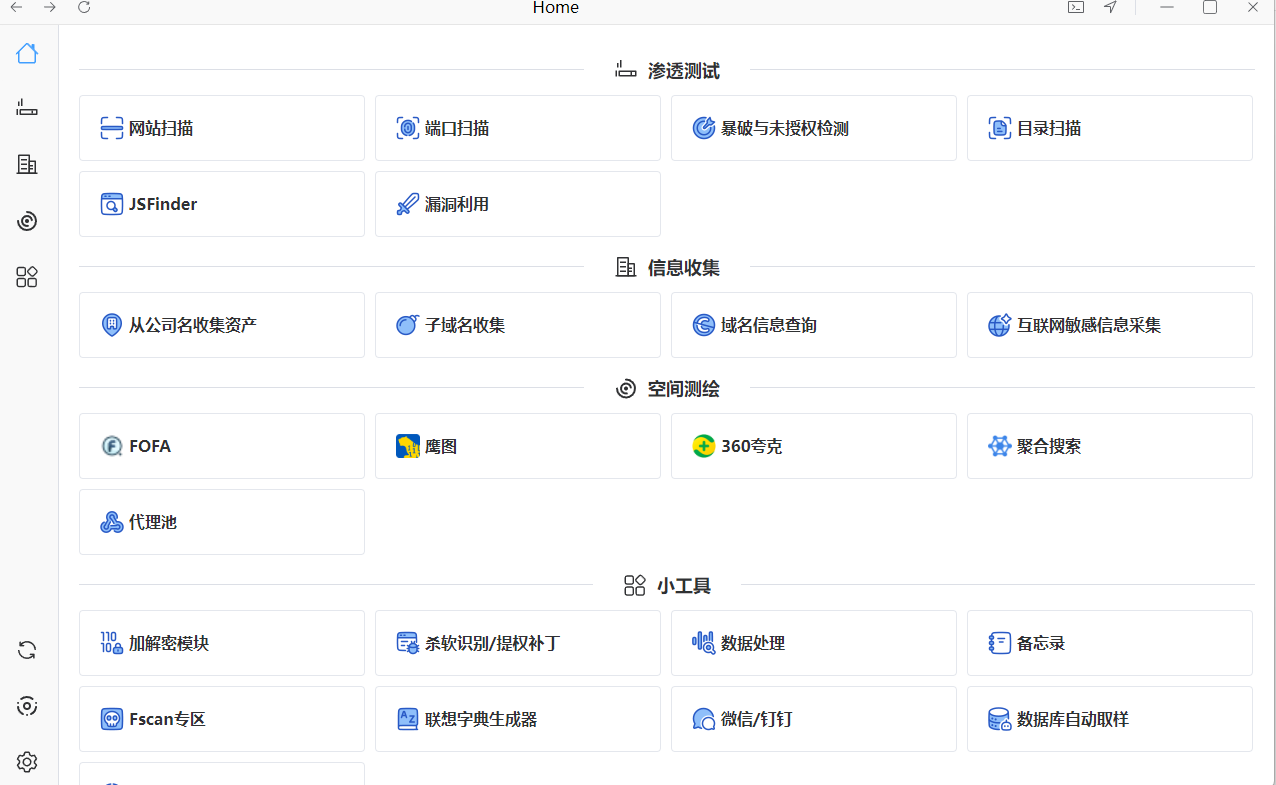 Home
渗透测试
网站扫描
端口扫描
暴破与未授权检测
目录扫描
JSFinder
漏洞利用
信息收集
从公司名收集资产
子域名收集
域名信息查询
互联网敏感信息采集
空间测绘
FOFA
鹰图
360夸克
聚合搜索
代理池
小工具
加解密模块
杀软识别/提权补丁
数据处理
备忘录
Fscan专区
联想字典生成器
微信/钉钉
数据库自动取样